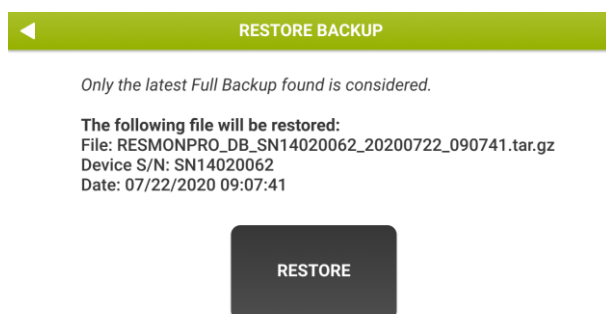 RESTORE BACKUP
Only the latest Full Backup found is considered.
The following file will be restored:
File: RESMONPRO_DB_SN14020062_20200722_090741.tar.gz
Device S/N: SN14020062
Date: 07/22/2020 09:07:41
RESTORE